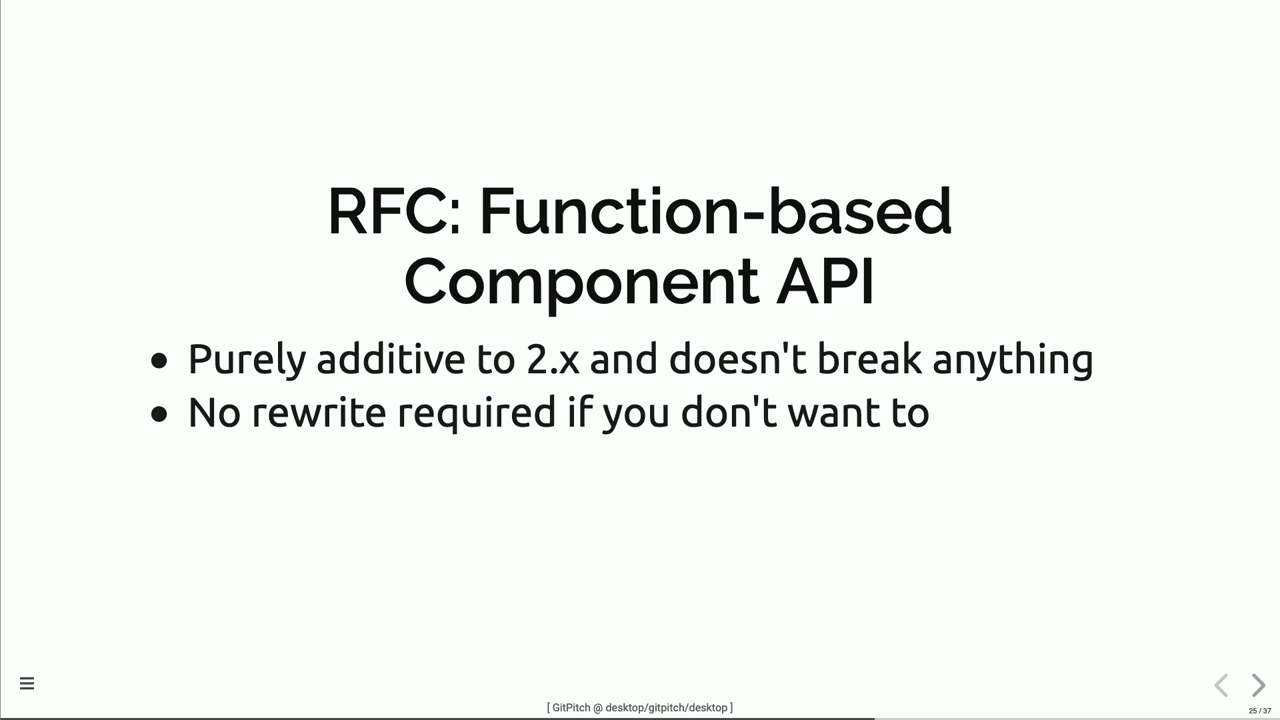 RFC: Function-based
Component API
• Purely additive to 2.x and doesn't break anything
• No rewrite required if you don't want to
[ GitPitch @ desktop/gitpitch/desktop ]
25 / 37